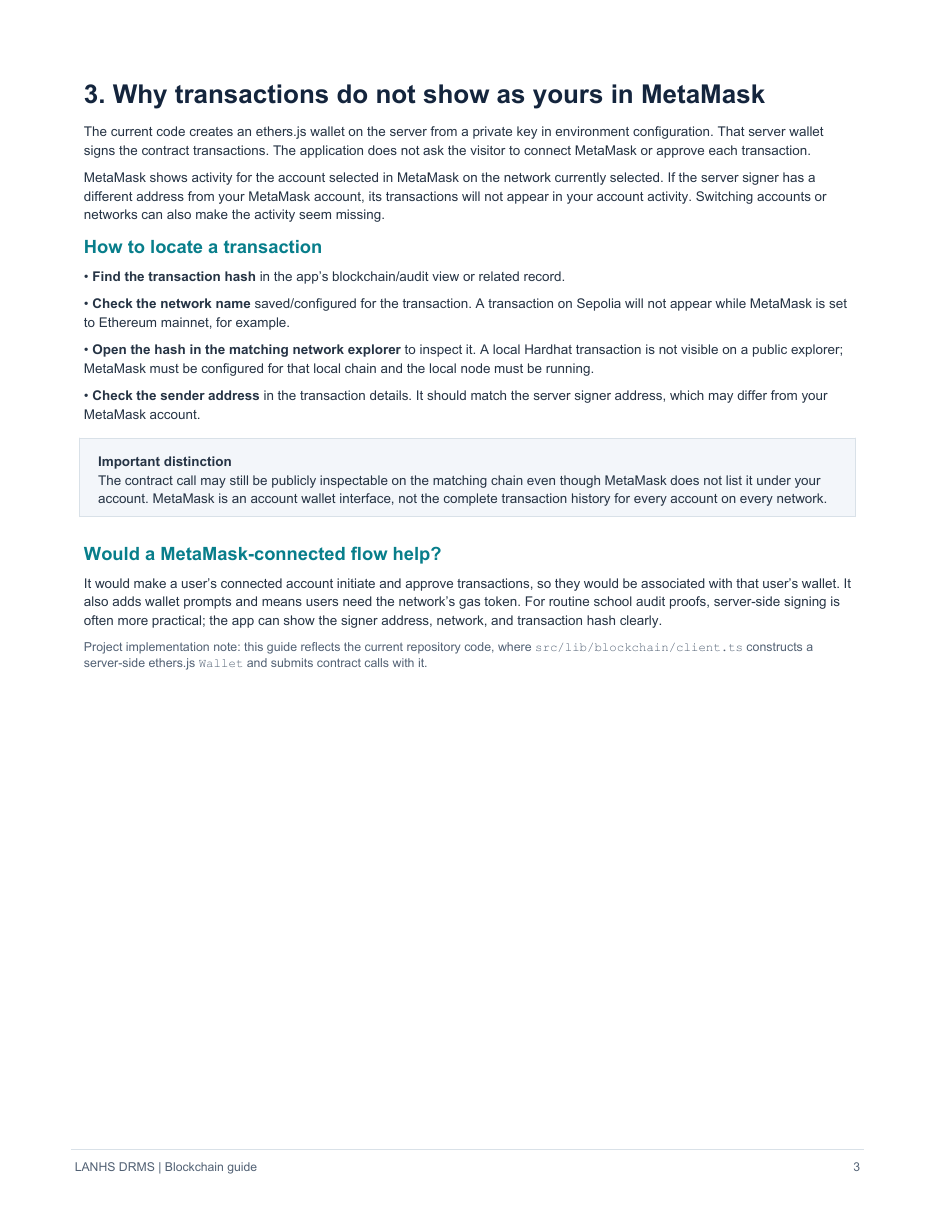 3. Why transactions do not show as yours in MetaMask
The current code creates an ethers.js wallet on the server from a private key in environment configuration. That server wallet
signs the contract transactions. The application does not ask the visitor to connect MetaMask or approve each transaction.
MetaMask shows activity for the account selected in MetaMask on the network currently selected. If the server signer has a
different address from your MetaMask account, its transactions will not appear in your account activity. Switching accounts or
networks can also make the activity seem missing.
How to locate a transaction
• Find the transaction hash in the app’s blockchain/audit view or related record.
• Check the network name saved/configured for the transaction. A transaction on Sepolia will not appear while MetaMask is set
to Ethereum mainnet, for example.
• Open the hash in the matching network explorer to inspect it. A local Hardhat transaction is not visible on a public explorer;
MetaMask must be configured for that local chain and the local node must be running.
• Check the sender address in the transaction details. It should match the server signer address, which may differ from your
MetaMask account.
Important distinction
The contract call may still be publicly inspectable on the matching chain even though MetaMask does not list it under your
account. MetaMask is an account wallet interface, not the complete transaction history for every account on every network.
Would a MetaMask-connected flow help?
It would make a user’s connected account initiate and approve transactions, so they would be associated with that user’s wallet. It
also adds wallet prompts and means users need the network’s gas token. For routine school audit proofs, server-side signing is
often more practical; the app can show the signer address, network, and transaction hash clearly.
Project implementation note: this guide reflects the current repository code, where src/lib/blockchain/client.ts constructs a
server-side ethers.js Wallet and submits contract calls with it.
LANHS DRMS | Blockchain guide
3